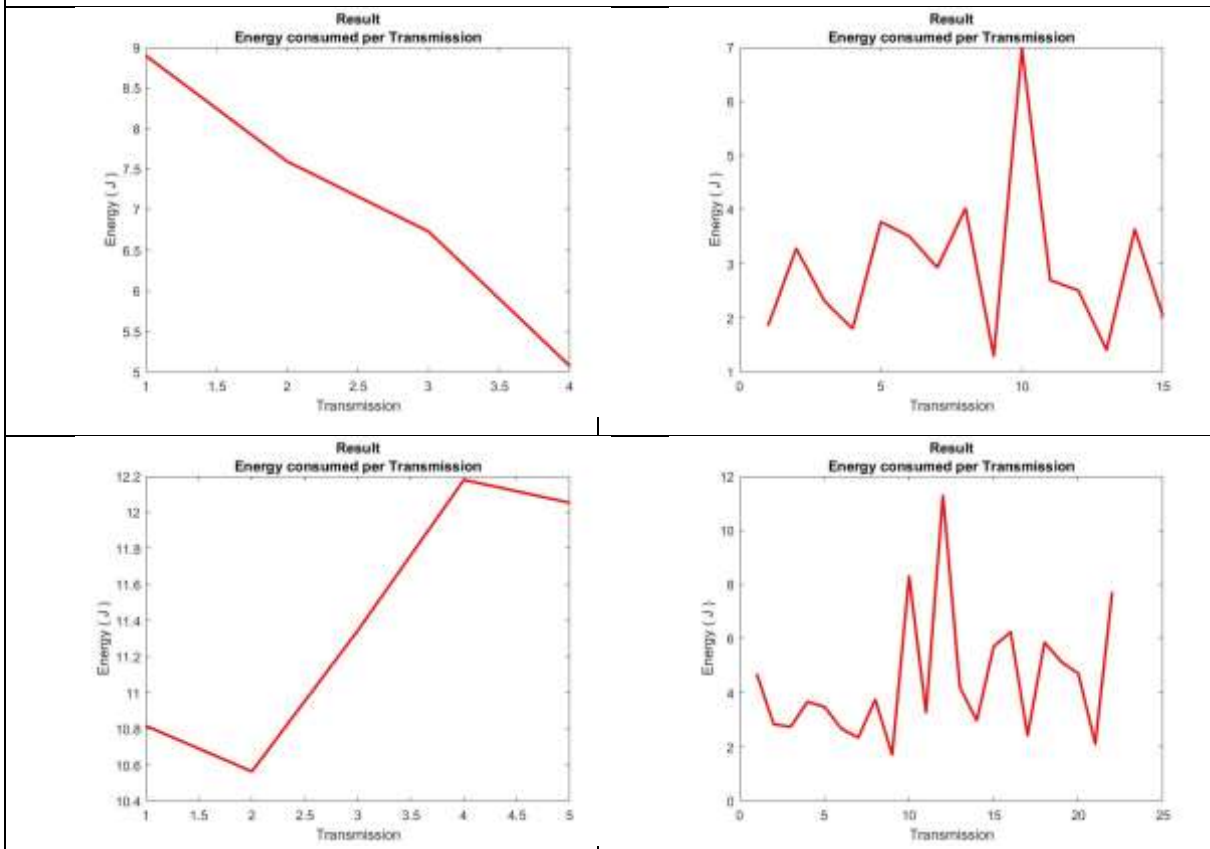 Result
Energy consumed per Transmission
9
8.5
8
7.5
7
6.5
6
5.5
5
Energy ( J )
1 1.5 2 2.5 3 3.5 4
Transmission
Result
Energy consumed per Transmission
7
6
5
4
3
2
1
Energy ( J )
0 5 10 15
Transmission
Result
Energy consumed per Transmission
12.2
12
11.8
11.6
11.4
11.2
11
10.8
10.6
10.4
Energy ( J )
1 1.5 2 2.5 3 3.5 4 4.5 5
Transmission
Result
Energy consumed per Transmission
12
10
8
6
4
2
0
Energy ( J )
0 5 10 15 20 25
Transmission